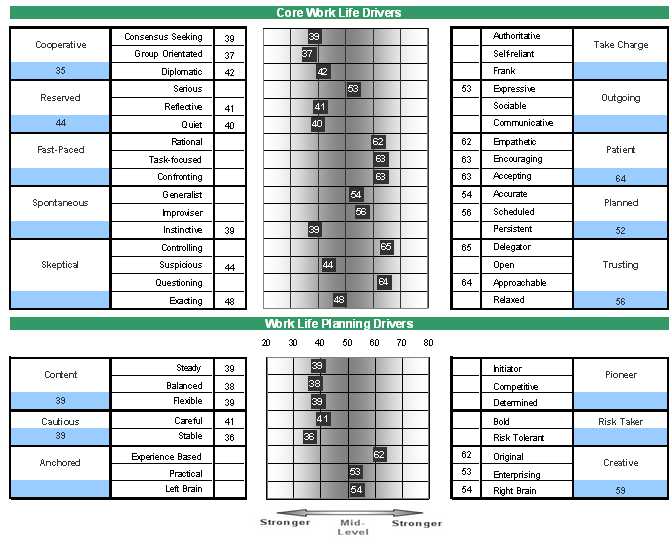 Core Work Life Drivers
Cooperative
35
Consensus Seeking 39 39 Authoritative
Group Orientated 37 37 Self-reliant
Diplomatic 42 42 Frank
Take Charge
Reserved
44
Serious 53 53 Expressive
Reflective 41 41 Sociable
Quiet 40 40 Communicative
Outgoing
Fast-Paced
Rational 62 62 Empathetic
Task-focused 63 63 Encouraging
Confronting 63 63 Accepting
Patient
64
Spontaneous
Generalist 54 54 Accurate
Improviser 56 56 Scheduled
Instinctive 39 39 Persistent
Planned
52
Skeptical
Controlling 65 65 Delegator
Suspicious 44 44 Open
Questioning 64 64 Approachable
Exacting 48 48 Relaxed
Trusting
56
Work Life Planning Drivers
20 30 40 50 60 70 80
Content
39
Steady 39 39 Initiator
Balanced 38 38 Competitive
Flexible 39 39 Determined
Pioneer
Cautious
39
Careful 41 41 Bold
Stable 36 36 Risk Tolerant
Risk Taker
Anchored
Experience Based 62 62 Original
Practical 53 53 Enterprising
Left Brain 54 54 Right Brain
Creative
59
Stronger Mid-Level Stronger